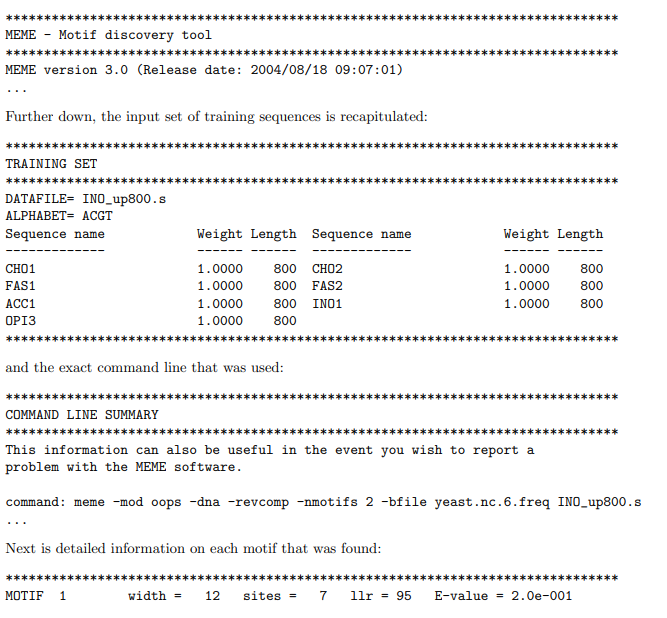 ********************************************************************************
MEME - Motif discovery tool
********************************************************************************
MEME version 3.0 (Release date: 2004/08/18 09:07:01)
...
Further down, the input set of training sequences is recapitulated:
********************************************************************************
TRAINING SET
********************************************************************************
DATAFILE= INO_up800.s
ALPHABET= ACGT
Sequence name            Weight Length  Sequence name            Weight Length
-------------            ------ ------  -------------            ------ ------
CHO1                     1.0000    800  CHO2                     1.0000    800
FAS1                     1.0000    800  FAS2                     1.0000    800
ACC1                     1.0000    800  INO1                     1.0000    800
OPI3                     1.0000    800
********************************************************************************
and the exact command line that was used:
********************************************************************************
COMMAND LINE SUMMARY
********************************************************************************
This information can also be useful in the event you wish to report a
problem with the MEME software.
command: meme -mod oops -dna -revcomp -nmotifs 2 -bfile yeast.nc.6.freq INO_up800.s
...
Next is detailed information on each motif that was found:
********************************************************************************
MOTIF  1        width =   12   sites =   7   llr = 95   E-value = 2.0e-001